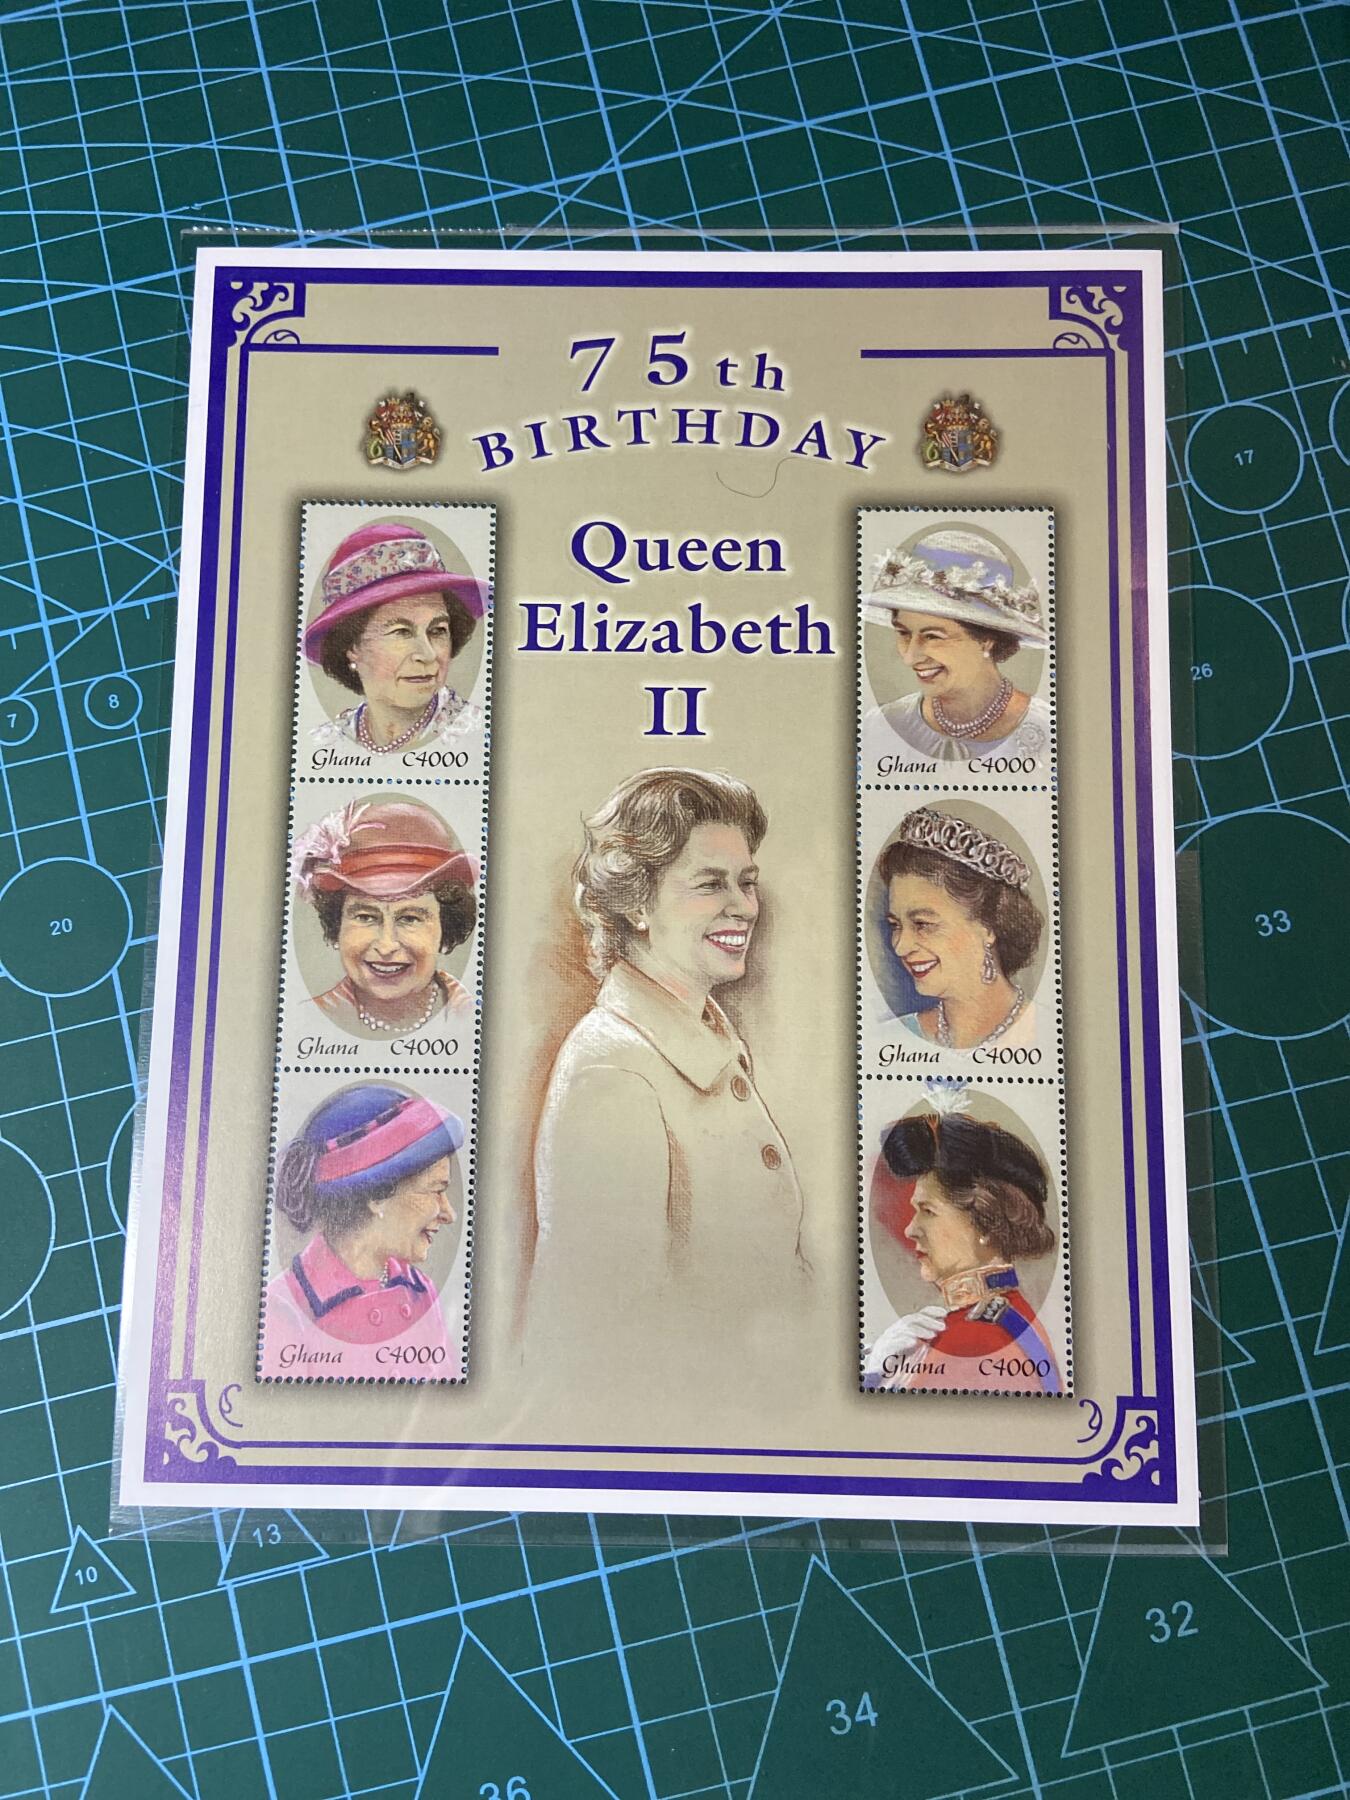 75th
BIRTHDAY
Queen
Elizabeth
II
Ghana C4000
Ghana C4000
Ghana C4000
Ghana C4000
Ghana C4000
Ghana C4000
17
26
7
8
20
33
10
13
32
34
36